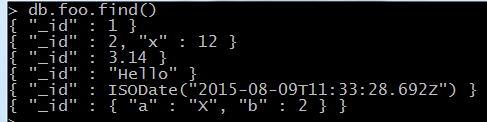 > db.foo.find()
{ "_id" : 1 }
{ "_id" : 2, "x" : 12 }
{ "_id" : 3.14 }
{ "_id" : "Hello" }
{ "_id" : ISODate("2015-08-09T11:33:28.692Z") }
{ "_id" : { "a" : "X", "b" : 2 } }